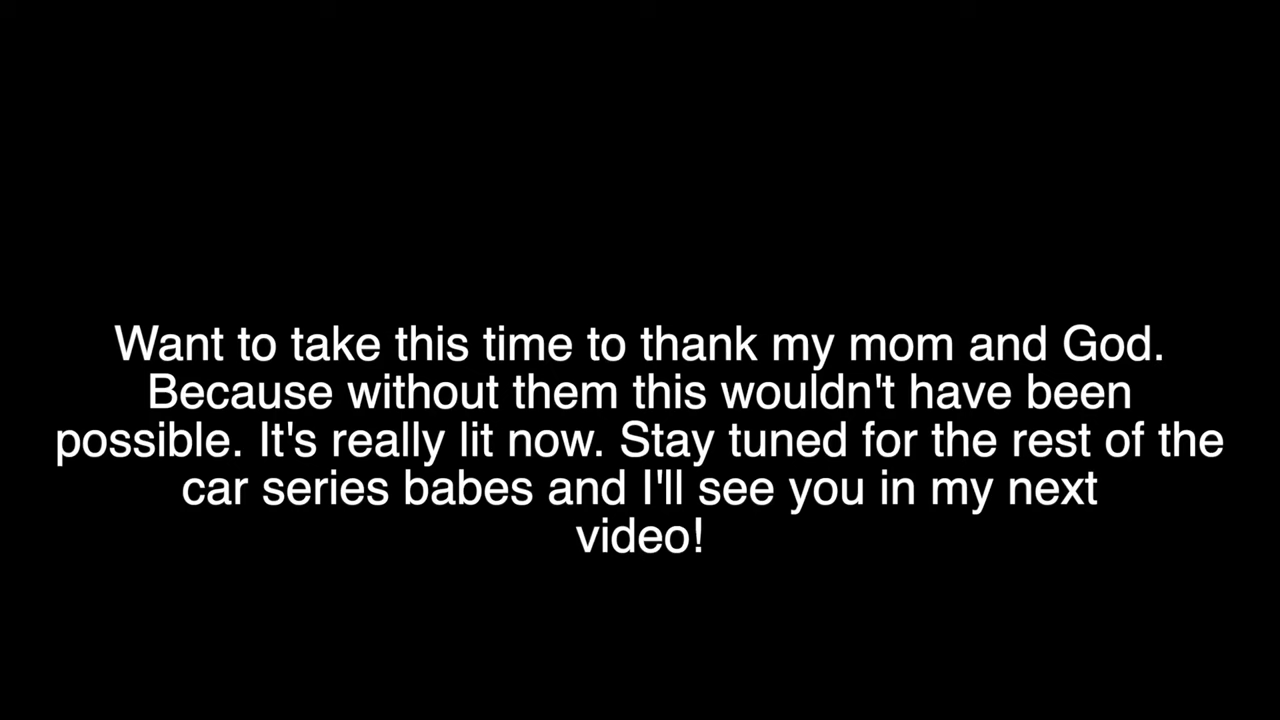 Want to take this time to thank my mom and God.
Because without them this wouldn't have been
possible. It's really lit now. Stay tuned for the rest of the
car series babes and I'll see you in my next
video!